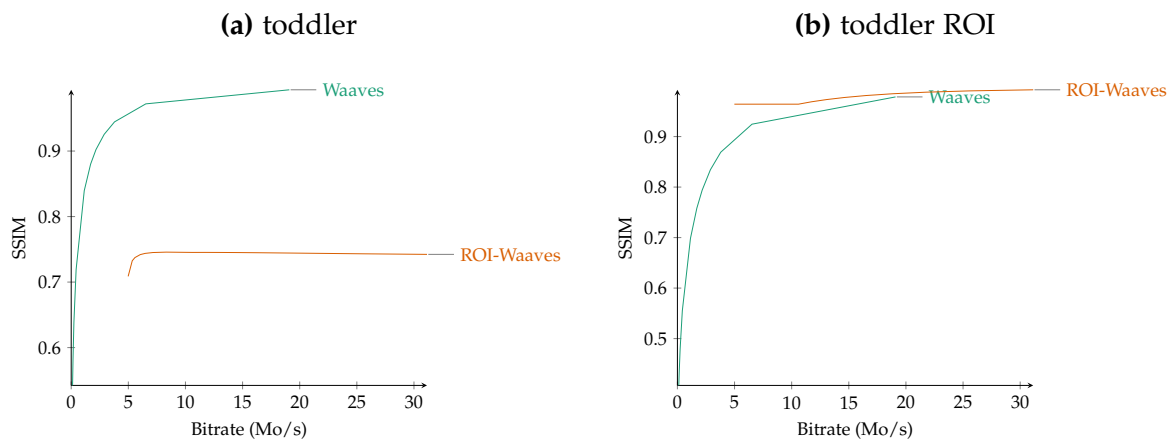 (a) toddler
0.9
0.8
0.7
0.6
SSIM
0 5 10 15 20 25 30
Bitrate (Mo/s)
Waaves
ROI-Waaves
(b) toddler ROI
0.9
0.8
0.7
0.6
0.5
SSIM
0 5 10 15 20 25 30
Bitrate (Mo/s)
ROI-Waaves
Waaves